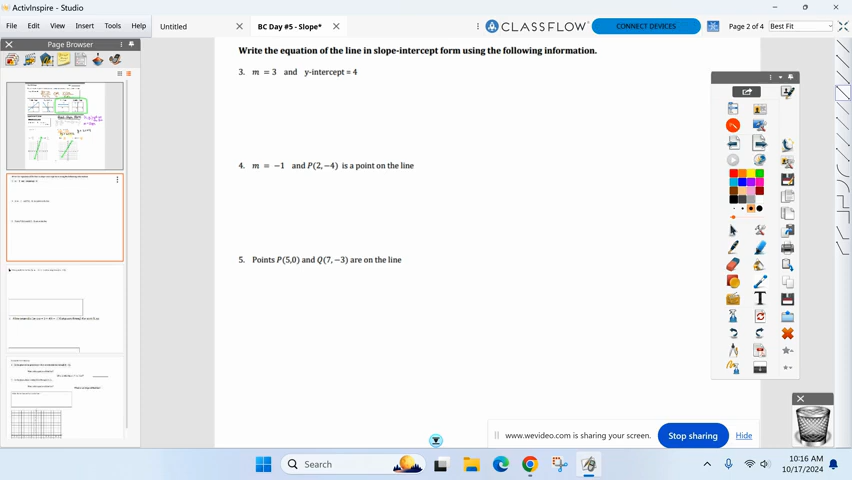 ActivInspire - Studio
File Edit View Insert Tools Help
Untitled
BC Day #5 - Slope*
CLASSFLOW
CONNECT DEVICES
Page 2 of 4
Best Fit
Page Browser
Write the equation of the line in slope-intercept form using the following information.
3. m = 3 and y-intercept = 4
4. m = −1 and P(2, −4) is a point on the line
5. Points P(5,0) and Q(7, −3) are on the line
www.wevideo.com is sharing your screen.
Stop sharing
Hide
Search
10:16 AM
10/17/2024